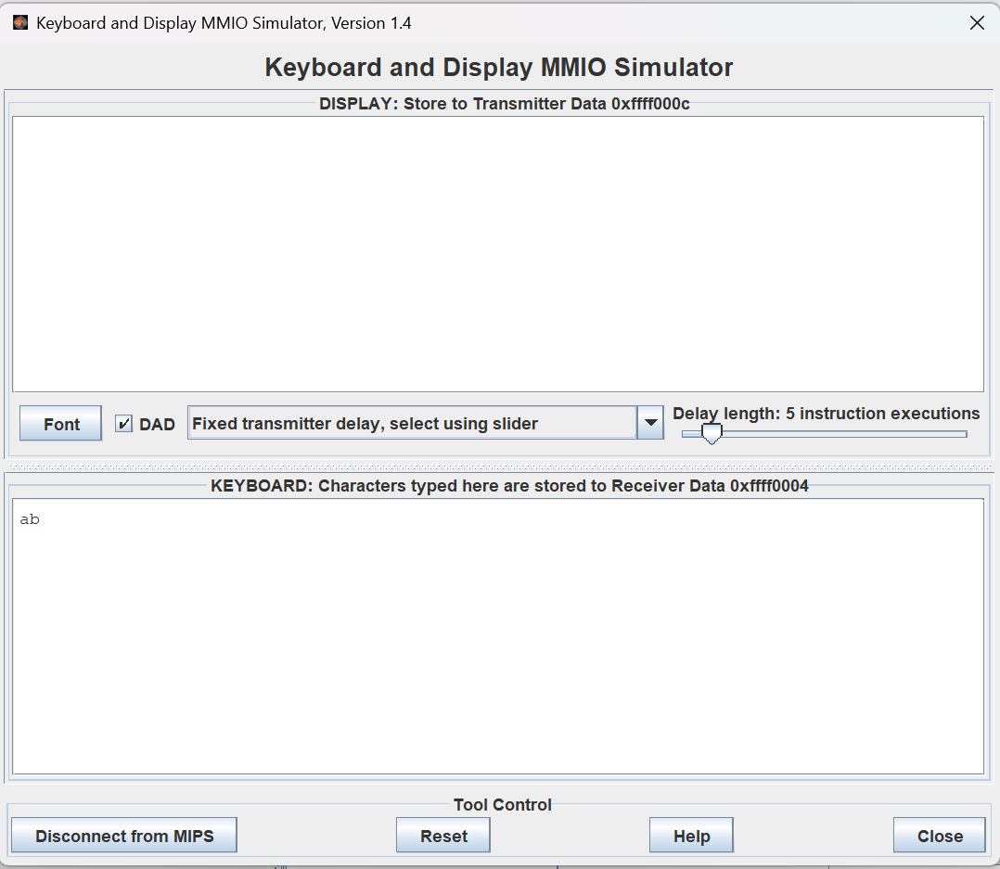 Keyboard and Display MMIO Simulator, Version 1.4
Keyboard and Display MMIO Simulator
DISPLAY: Store to Transmitter Data 0xffff000c
Font
DAD
Fixed transmitter delay, select using slider
Delay length: 5 instruction executions
KEYBOARD: Characters typed here are stored to Receiver Data 0xffff0004
ab
Tool Control
Disconnect from MIPS
Reset
Help
Close